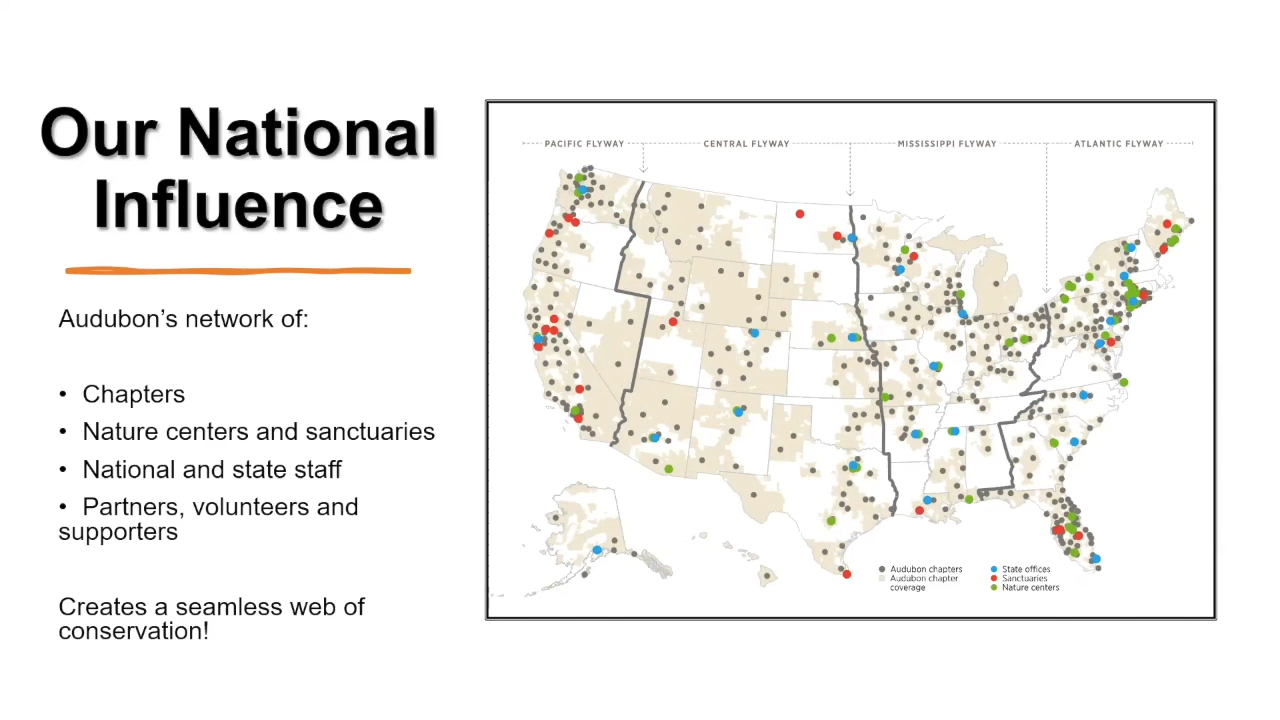 Our National
Influence
Audubon's network of:
• Chapters
• Nature centers and sanctuaries
• National and state staff
• Partners, volunteers and
supporters
Creates a seamless web of
conservation!
PACIFIC FLYWAY
CENTRAL FLYWAY
MISSISSIPPI FLYWAY
ATLANTIC FLYWAY
Audubon chapters
Audubon chapter
coverage
State offices
Sanctuaries
Nature centers